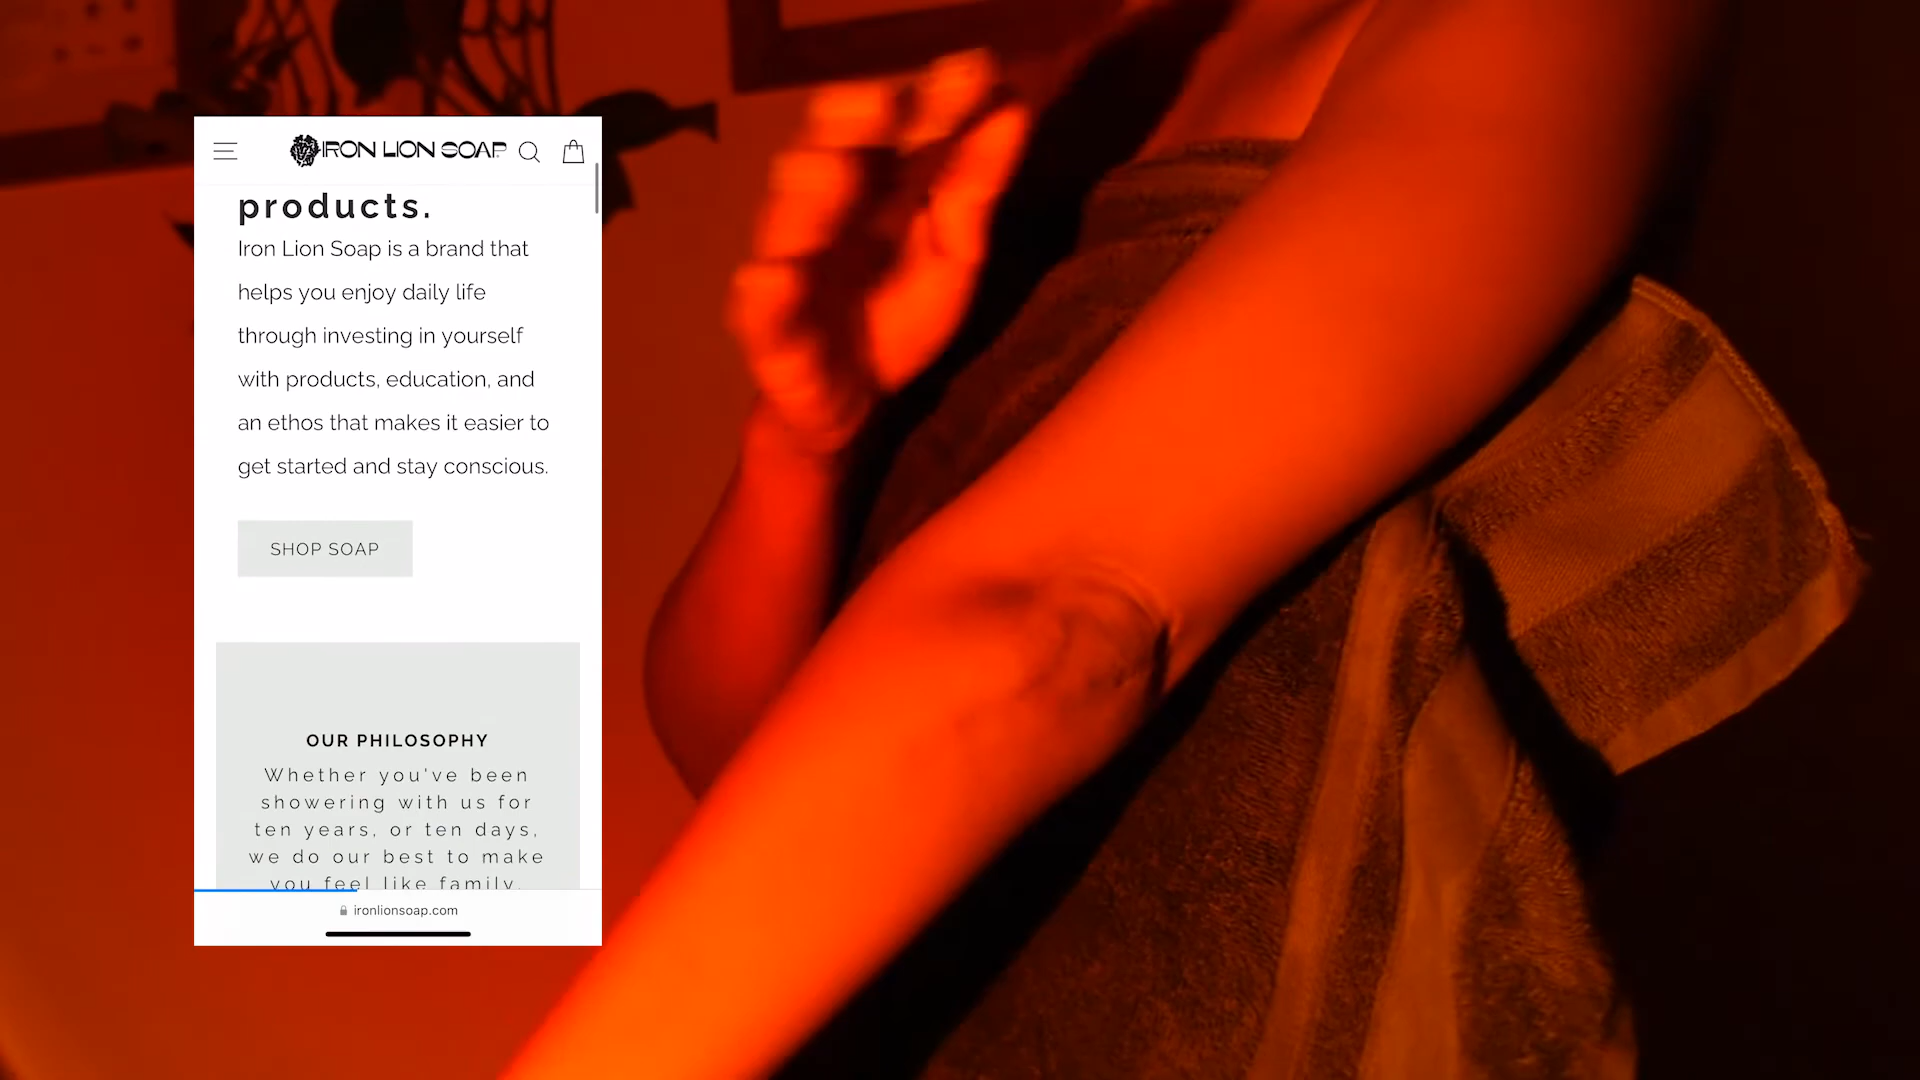 IRON LION SOAP
products.
Iron Lion Soap is a brand that
helps you enjoy daily life
through investing in yourself
with products, education, and
an ethos that makes it easier to
get started and stay conscious.
SHOP SOAP
OUR PHILOSOPHY
Whether you've been
showering with us for
ten years, or ten days,
we do our best to make
you feel like family.
ironlionsoap.com